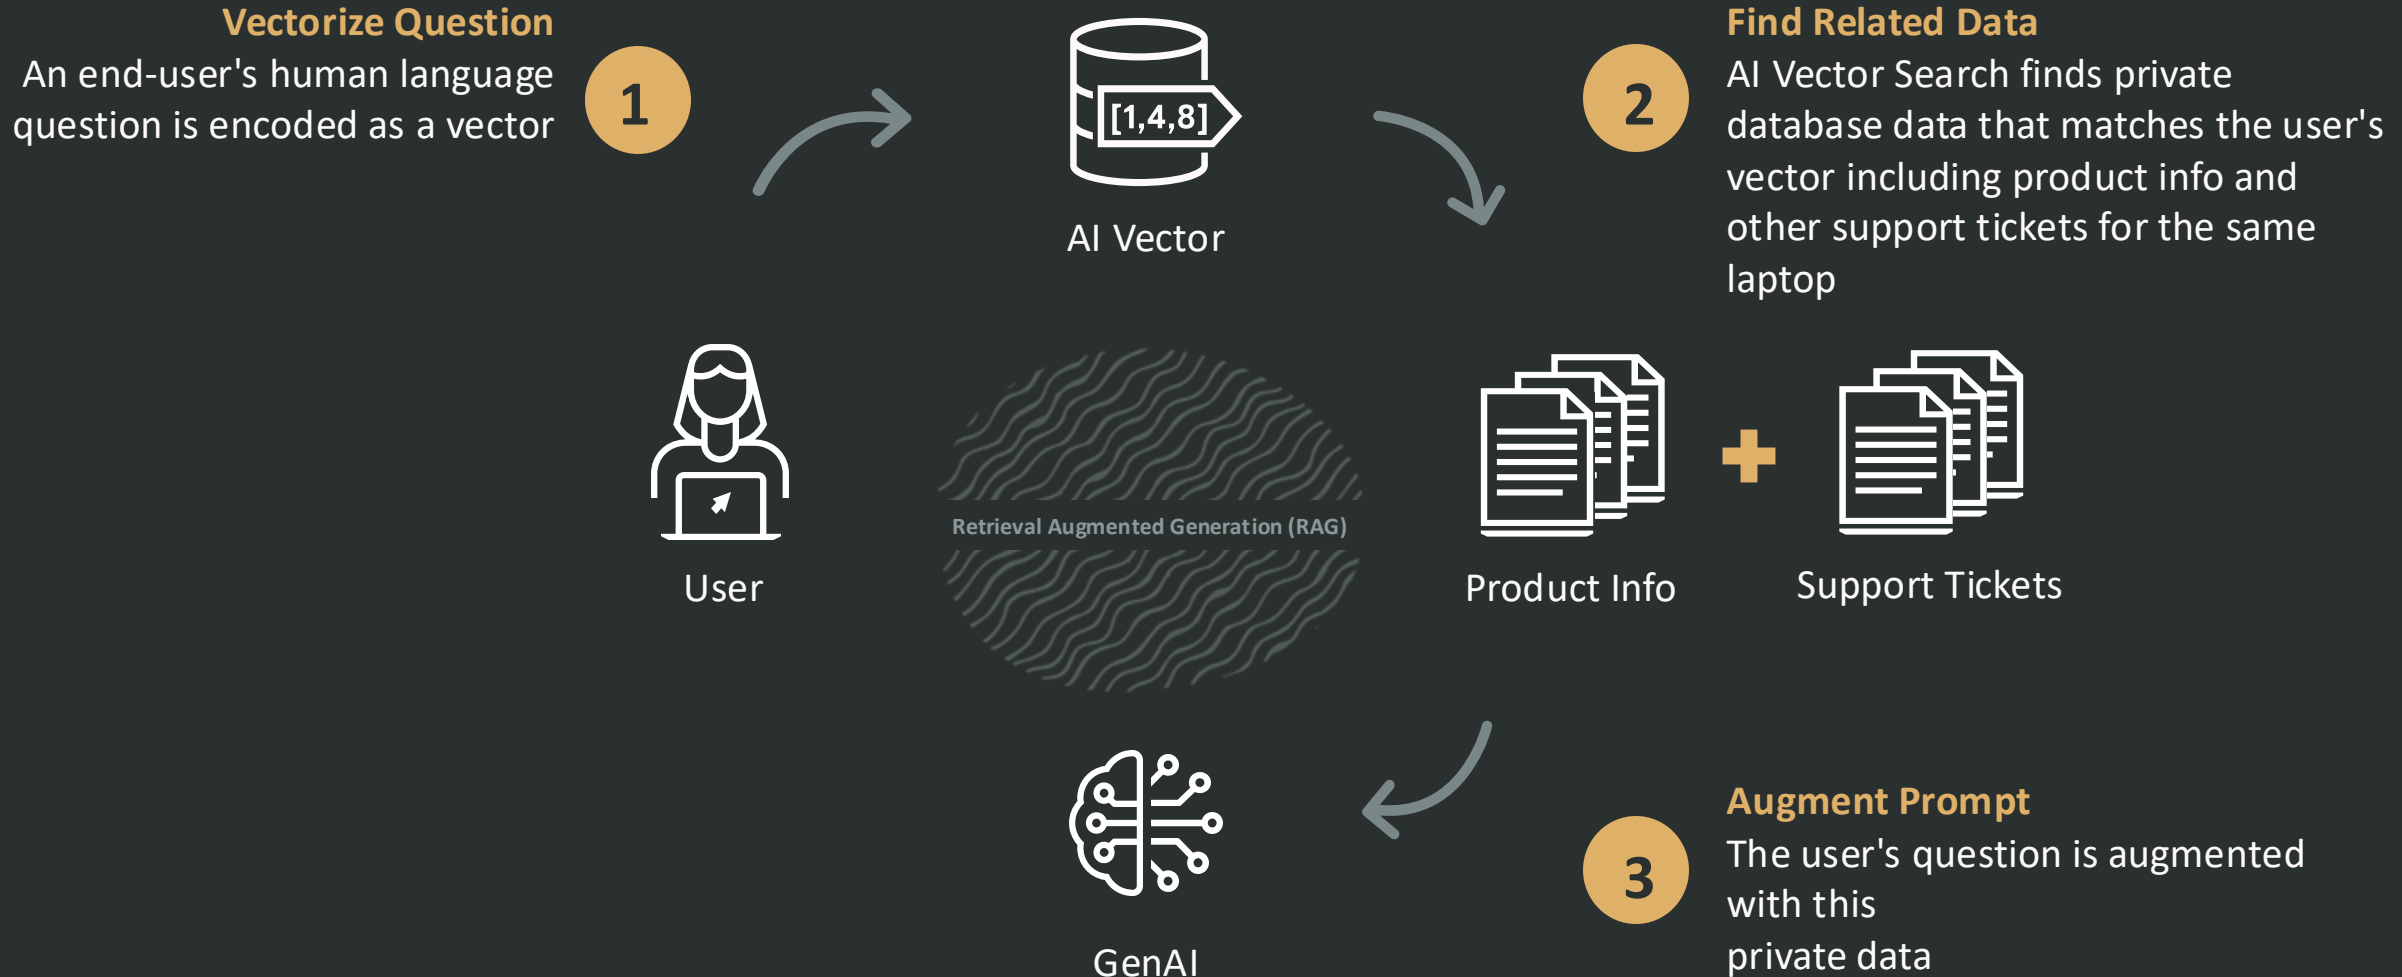 Vectorize Question
An end-user's human language
question is encoded as a vector
1
[1,4,8]
AI Vector
2
Find Related Data
AI Vector Search finds private
database data that matches the user's
vector including product info and
other support tickets for the same
laptop
User
Retrieval Augmented Generation (RAG)
Product Info
Support Tickets
GenAI
3
Augment Prompt
The user's question is augmented
with this
private data